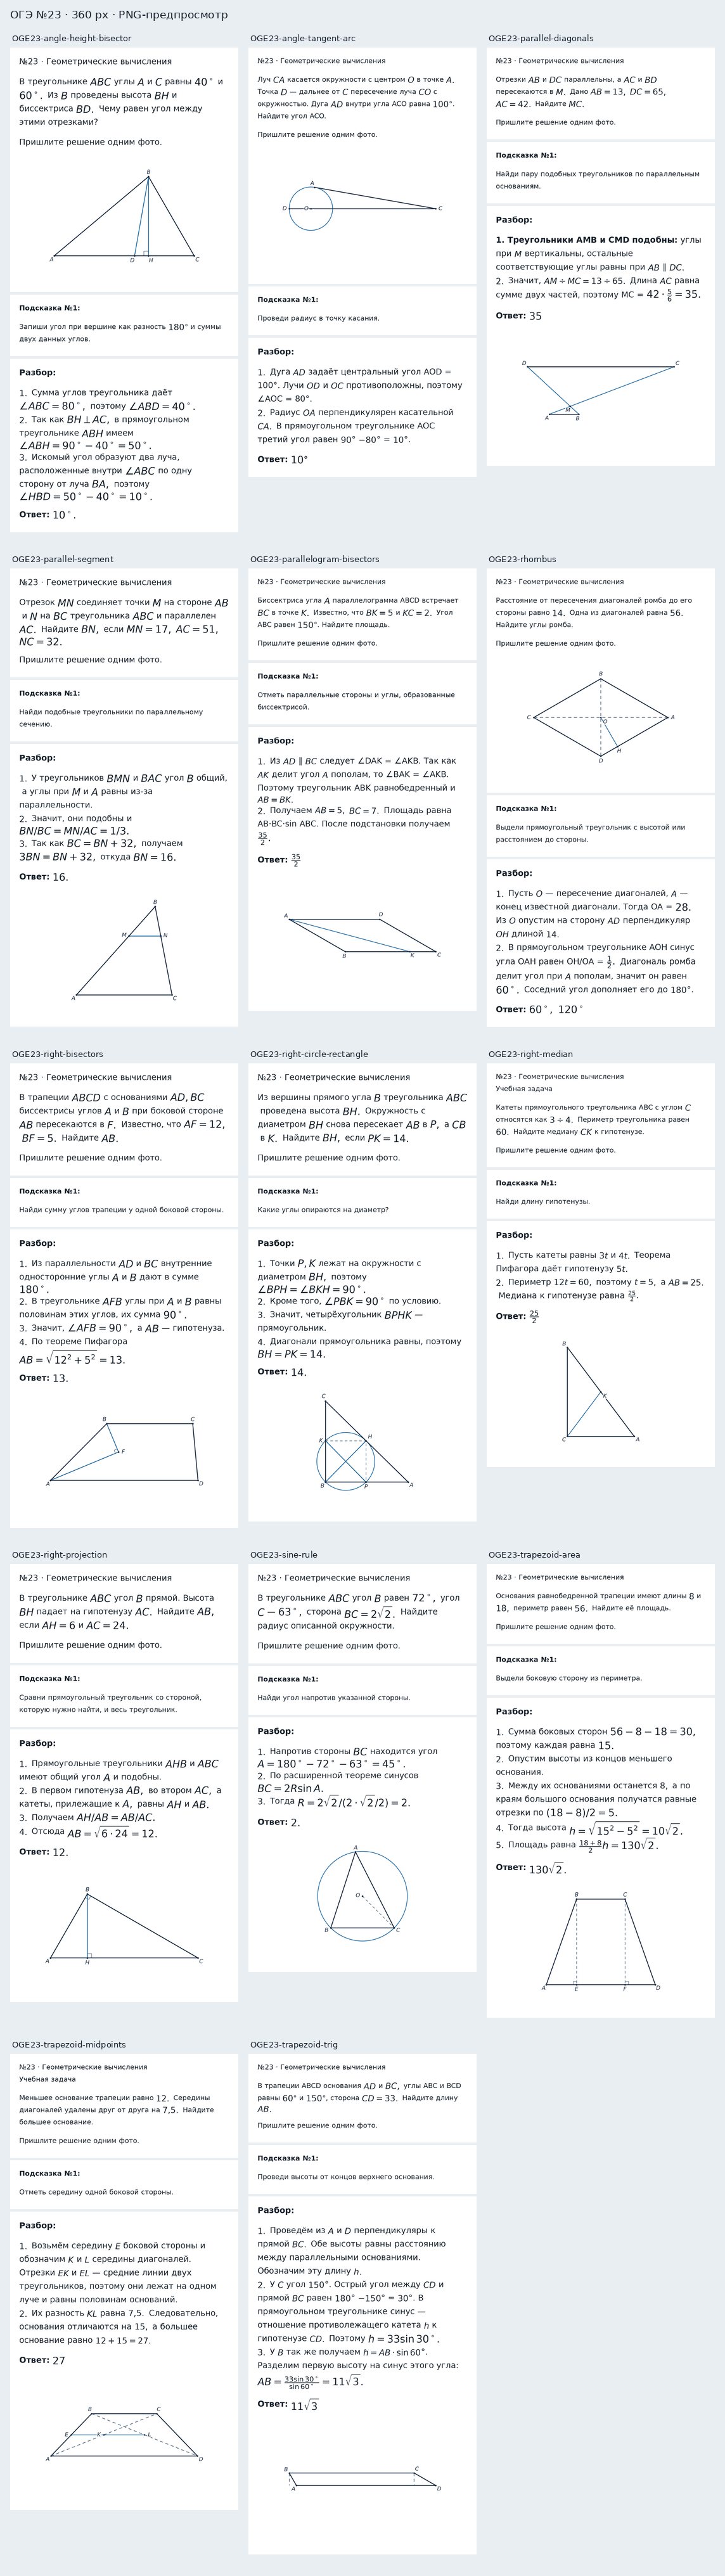 ОГЭ №23 · 360 px · PNG-предпросмотр
OGE23-angle-height-bisector
№23 · Геометрические вычисления
В треугольнике ABC углы A и C равны 40° и
60°. Из B проведены высота BH и
биссектриса BD. Чему равен угол между
этими отрезками?
Пришлите решение одним фото.
B
A
D
H
C
Подсказка №1:
Запиши угол при вершине как разность 180° и суммы
двух данных углов.
Разбор:
1. Сумма углов треугольника даёт
∠ABC = 80°, поэтому ∠ABD = 40°.
2. Так как BH ⊥ AC, в прямоугольном
треугольнике ABH имеем
∠ABH = 90° − 40° = 50°.
3. Искомый угол образуют два луча,
расположенные внутри ∠ABC по одну
сторону от луча BA, поэтому
∠HBD = 50° − 40° = 10°.
Ответ: 10°.
OGE23-angle-tangent-arc
№23 · Геометрические вычисления
Луч CA касается окружности с центром O в точке A.
Точка D — дальнее от C пересечение луча CO с
окружностью. Дуга AD внутри угла ACO равна 100°.
Найдите угол ACO.
Пришлите решение одним фото.
A
D
O
C
Подсказка №1:
Проведи радиус в точку касания.
Разбор:
1. Дуга AD задаёт центральный угол AOD =
100°. Лучи OD и OC противоположны, поэтому
∠AOC = 80°.
2. Радиус OA перпендикулярен касательной
CA. В прямоугольном треугольнике AOC
третий угол равен 90° −80° = 10°.
Ответ: 10°
OGE23-parallel-diagonals
№23 · Геометрические вычисления
Отрезки AB и DC параллельны, а AC и BD
пересекаются в M. Дано AB = 13, DC = 65,
AC = 42. Найдите MC.
Пришлите решение одним фото.
Подсказка №1:
Найди пару подобных треугольников по параллельным
основаниям.
Разбор:
1. Треугольники AMB и CMD подобны: углы
при M вертикальны, остальные
соответствующие углы равны при AB ∥ DC.
2. Значит, AM ÷ MC = 13 ÷ 65. Длина AC равна
сумме двух частей, поэтому MC = 42 · 5/6 = 35.
Ответ: 35
D
C
M
A
B
OGE23-parallel-segment
№23 · Геометрические вычисления
Отрезок MN соединяет точки M на стороне AB
и N на BC треугольника ABC и параллелен
AC. Найдите BN, если MN = 17, AC = 51,
NC = 32.
Пришлите решение одним фото.
Подсказка №1:
Найди подобные треугольники по параллельному
сечению.
Разбор:
1. У треугольников BMN и BAC угол B общий,
а углы при M и A равны из-за
параллельности.
2. Значит, они подобны и
BN/BC = MN/AC = 1/3.
3. Так как BC = BN + 32, получаем
3BN = BN + 32, откуда BN = 16.
Ответ: 16.
B
M
N
A
C
OGE23-parallelogram-bisectors
№23 · Геометрические вычисления
Биссектриса угла A параллелограмма ABCD встречает
BC в точке K. Известно, что BK = 5 и KC = 2. Угол
ABC равен 150°. Найдите площадь.
Пришлите решение одним фото.
Подсказка №1:
Отметь параллельные стороны и углы, образованные
биссектрисой.
Разбор:
1. Из AD ∥ BC следует ∠DAK = ∠AKB. Так как
AK делит угол A пополам, то ∠BAK = ∠AKB.
Поэтому треугольник ABK равнобедренный и
AB = BK.
2. Получаем AB = 5, BC = 7. Площадь равна
AB·BC·sin ABC. После подстановки получаем
35/2.
Ответ: 35/2
A
D
B
K
C
OGE23-rhombus
№23 · Геометрические вычисления
Расстояние от пересечения диагоналей ромба до его
стороны равно 14. Одна из диагоналей равна 56.
Найдите углы ромба.
Пришлите решение одним фото.
B
C
O
A
H
D
Подсказка №1:
Выдели прямоугольный треугольник с высотой или
расстоянием до стороны.
Разбор:
1. Пусть O — пересечение диагоналей, A —
конец известной диагонали. Тогда OA = 28.
Из O опустим на сторону AD перпендикуляр
OH длиной 14.
2. В прямоугольном треугольнике AOH синус
угла OAH равен OH/OA = 1/2. Диагональ ромба
делит угол при A пополам, значит он равен
60°. Соседний угол дополняет его до 180°.
Ответ: 60°, 120°
OGE23-right-bisectors
№23 · Геометрические вычисления
В трапеции ABCD с основаниями AD, BC
биссектрисы углов A и B при боковой стороне
AB пересекаются в F. Известно, что AF = 12,
BF = 5. Найдите AB.
Пришлите решение одним фото.
Подсказка №1:
Найди сумму углов трапеции у одной боковой стороны.
Разбор:
1. Из параллельности AD и BC внутренние
односторонние углы A и B дают в сумме
180°.
2. В треугольнике AFB углы при A и B равны
половинам этих углов, их сумма 90°.
3. Значит, ∠AFB = 90°, а AB — гипотенуза.
4. По теореме Пифагора
AB = √(12² + 5²) = 13.
Ответ: 13.
B
C
F
A
D
OGE23-right-circle-rectangle
№23 · Геометрические вычисления
Из вершины прямого угла B треугольника ABC
проведена высота BH. Окружность с
диаметром BH снова пересекает AB в P, а CB
в K. Найдите BH, если PK = 14.
Пришлите решение одним фото.
Подсказка №1:
Какие углы опираются на диаметр?
Разбор:
1. Точки P, K лежат на окружности с
диаметром BH, поэтому
∠BPH = ∠BKH = 90°.
2. Кроме того, ∠PBK = 90° по условию.
3. Значит, четырёхугольник BPHK —
прямоугольник.
4. Диагонали прямоугольника равны, поэтому
BH = PK = 14.
Ответ: 14.
C
K
H
B
P
A
OGE23-right-median
№23 · Геометрические вычисления
Учебная задача
Катеты прямоугольного треугольника ABC с углом C
относятся как 3 ÷ 4. Периметр треугольника равен
60. Найдите медиану CK к гипотенузе.
Пришлите решение одним фото.
Подсказка №1:
Найди длину гипотенузы.
Разбор:
1. Пусть катеты равны 3t и 4t. Теорема
Пифагора даёт гипотенузу 5t.
2. Периметр 12t = 60, поэтому t = 5, а AB = 25.
Медиана к гипотенузе равна 25/2.
Ответ: 25/2
B
K
C
A
OGE23-right-projection
№23 · Геометрические вычисления
В треугольнике ABC угол B прямой. Высота
BH падает на гипотенузу AC. Найдите AB,
если AH = 6 и AC = 24.
Пришлите решение одним фото.
Подсказка №1:
Сравни прямоугольный треугольник со стороной,
которую нужно найти, и весь треугольник.
Разбор:
1. Прямоугольные треугольники AHB и ABC
имеют общий угол A и подобны.
2. В первом гипотенуза AB, во втором AC, а
катеты, прилежащие к A, равны AH и AB.
3. Получаем AH/AB = AB/AC.
4. Отсюда AB = √(6 · 24) = 12.
Ответ: 12.
B
A
H
C
OGE23-sine-rule
№23 · Геометрические вычисления
В треугольнике ABC угол B равен 72°, угол
C — 63°, сторона BC = 2√2. Найдите
радиус описанной окружности.
Пришлите решение одним фото.
Подсказка №1:
Найди угол напротив указанной стороны.
Разбор:
1. Напротив стороны BC находится угол
A = 180° − 72° − 63° = 45°.
2. По расширенной теореме синусов
BC = 2R sin A.
3. Тогда R = 2√2/(2 · √2/2) = 2.
Ответ: 2.
A
O
B
C
OGE23-trapezoid-area
№23 · Геометрические вычисления
Основания равнобедренной трапеции имеют длины 8 и
18, периметр равен 56. Найдите её площадь.
Пришлите решение одним фото.
Подсказка №1:
Выдели боковую сторону из периметра.
Разбор:
1. Сумма боковых сторон 56 − 8 − 18 = 30,
поэтому каждая равна 15.
2. Опустим высоты из концов меньшего
основания.
3. Между их основаниями останется 8, а по
краям большого основания получатся равные
отрезки по (18 − 8)/2 = 5.
4. Тогда высота h = √(15² − 5²) = 10√2.
5. Площадь равна (18 + 8)/2 h = 130√2.
Ответ: 130√2.
B
C
A
E
F
D
OGE23-trapezoid-midpoints
№23 · Геометрические вычисления
Учебная задача
Меньшее основание трапеции равно 12. Середины
диагоналей удалены друг от друга на 7,5. Найдите
большее основание.
Пришлите решение одним фото.
Подсказка №1:
Отметь середину одной боковой стороны.
Разбор:
1. Возьмём середину E боковой стороны и
обозначим K и L середины диагоналей.
Отрезки EK и EL — средние линии двух
треугольников, поэтому они лежат на одном
луче и равны половинам оснований.
2. Их разность KL равна 7,5. Следовательно,
основания отличаются на 15, а большее
основание равно 12 + 15 = 27.
Ответ: 27
B
C
E
K
L
A
D
OGE23-trapezoid-trig
№23 · Геометрические вычисления
В трапеции ABCD основания AD и BC, углы ABC и BCD
равны 60° и 150°, сторона CD = 33. Найдите длину
AB.
Пришлите решение одним фото.
Подсказка №1:
Проведи высоты от концов верхнего основания.
Разбор:
1. Проведём из A и D перпендикуляры к
прямой BC. Обе высоты равны расстоянию
между параллельными основаниями.
Обозначим эту длину h.
2. У C угол 150°. Острый угол между CD и
прямой BC равен 180° −150° = 30°. В
прямоугольном треугольнике синус —
отношение противолежащего катета h к
гипотенузе CD. Поэтому h = 33 sin 30°.
3. У B так же получаем h = AB · sin 60°.
Разделим первую высоту на синус этого угла:
AB = 33 sin 30°/sin 60° = 11√3.
Ответ: 11√3
B
C
A
D